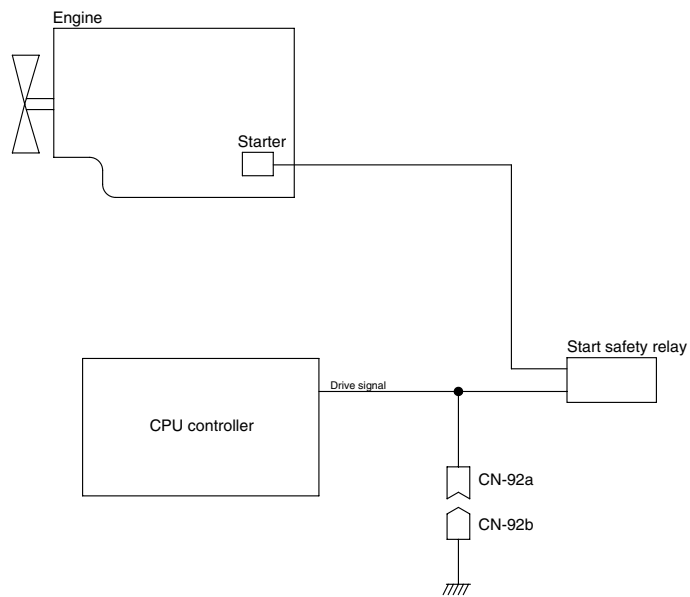 Engine
Starter
Start safety relay
Drive signal
CPU controller
CN-92a
CN-92b